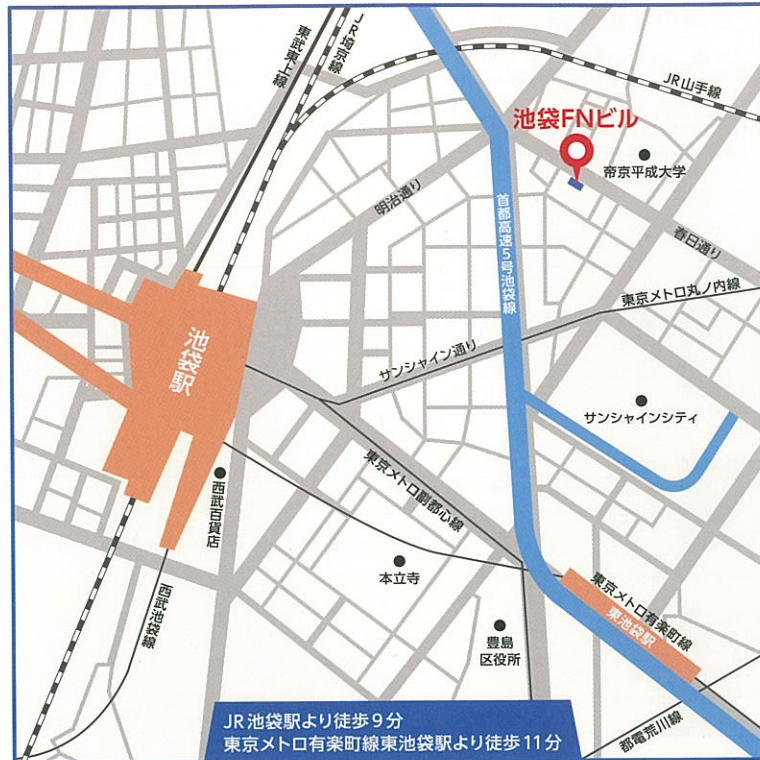 東武東上線
JR埼京線
JR山手線
池袋FNビル
帝京平成大学
明治通り
首都高速5号池袋線
春日通り
東京メトロ丸ノ内線
サンシャイン通り
池袋駅
サンシャインシティ
西武百貨店
東京メトロ副都心線
本立寺
東京メトロ有楽町線
東池袋駅
西武池袋線
豊島
区役所
都電荒川線
JR池袋駅より徒歩9分
東京メトロ有楽町線東池袋駅より徒歩11分